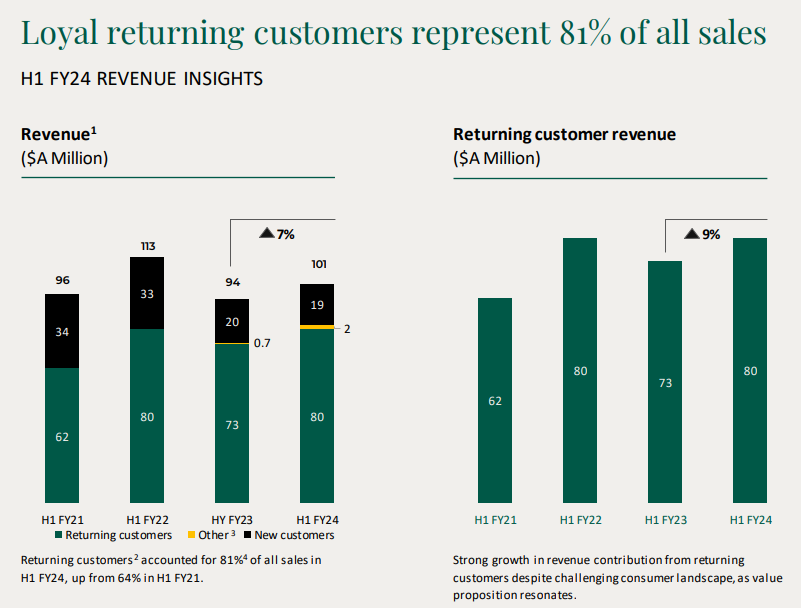 Loyal returning customers represent 81% of all sales
H1 FY24 REVENUE INSIGHTS
Revenue¹
($A Million)
96
113
94
101
▲7%
34
33
20
19
0.7
2
62
80
73
80
H1 FY21
H1 FY22
HY FY23
H1 FY24
Returning customers
Other ³
New customers
Returning customers² accounted for 81%⁴ of all sales in
H1 FY24, up from 64% in H1 FY21.
Returning customer revenue
($A Million)
▲9%
62
80
73
80
H1 FY21
H1 FY22
H1 FY23
H1 FY24
Strong growth in revenue contribution from returning
customers despite challenging consumer landscape, as value
proposition resonates.